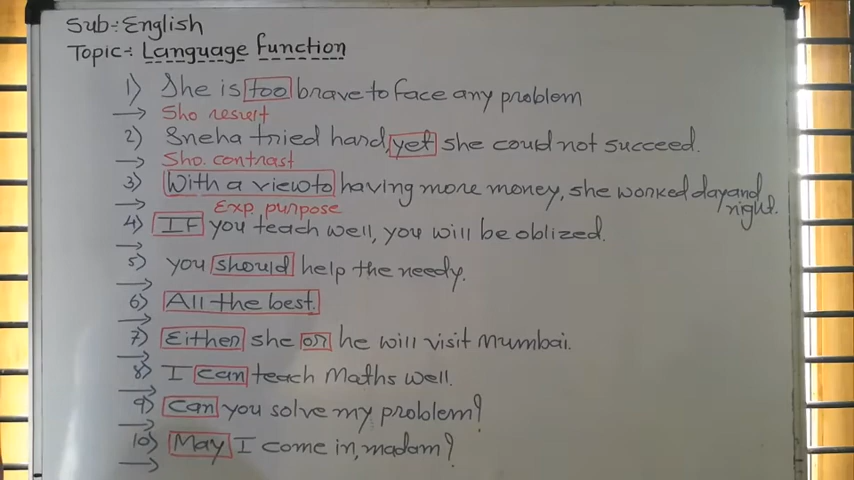 Sub:- English
Topic:- Language function
1) She is too brave to face any problem
→ Sho result
2) Sneha tried hard, yet she could not succeed.
→ Sho. contrast
3) With a view to having more money, she worked day and night.
→ Exp. purpose
4) If you teach well, you will be oblized.
→
5) you should help the needy.
→
6) All the best.
→
7) Either she or he will visit Mumbai.
→
8) I can teach Maths well.
→
9) Can you solve my problem?
→
10) May I come in, madam?
→